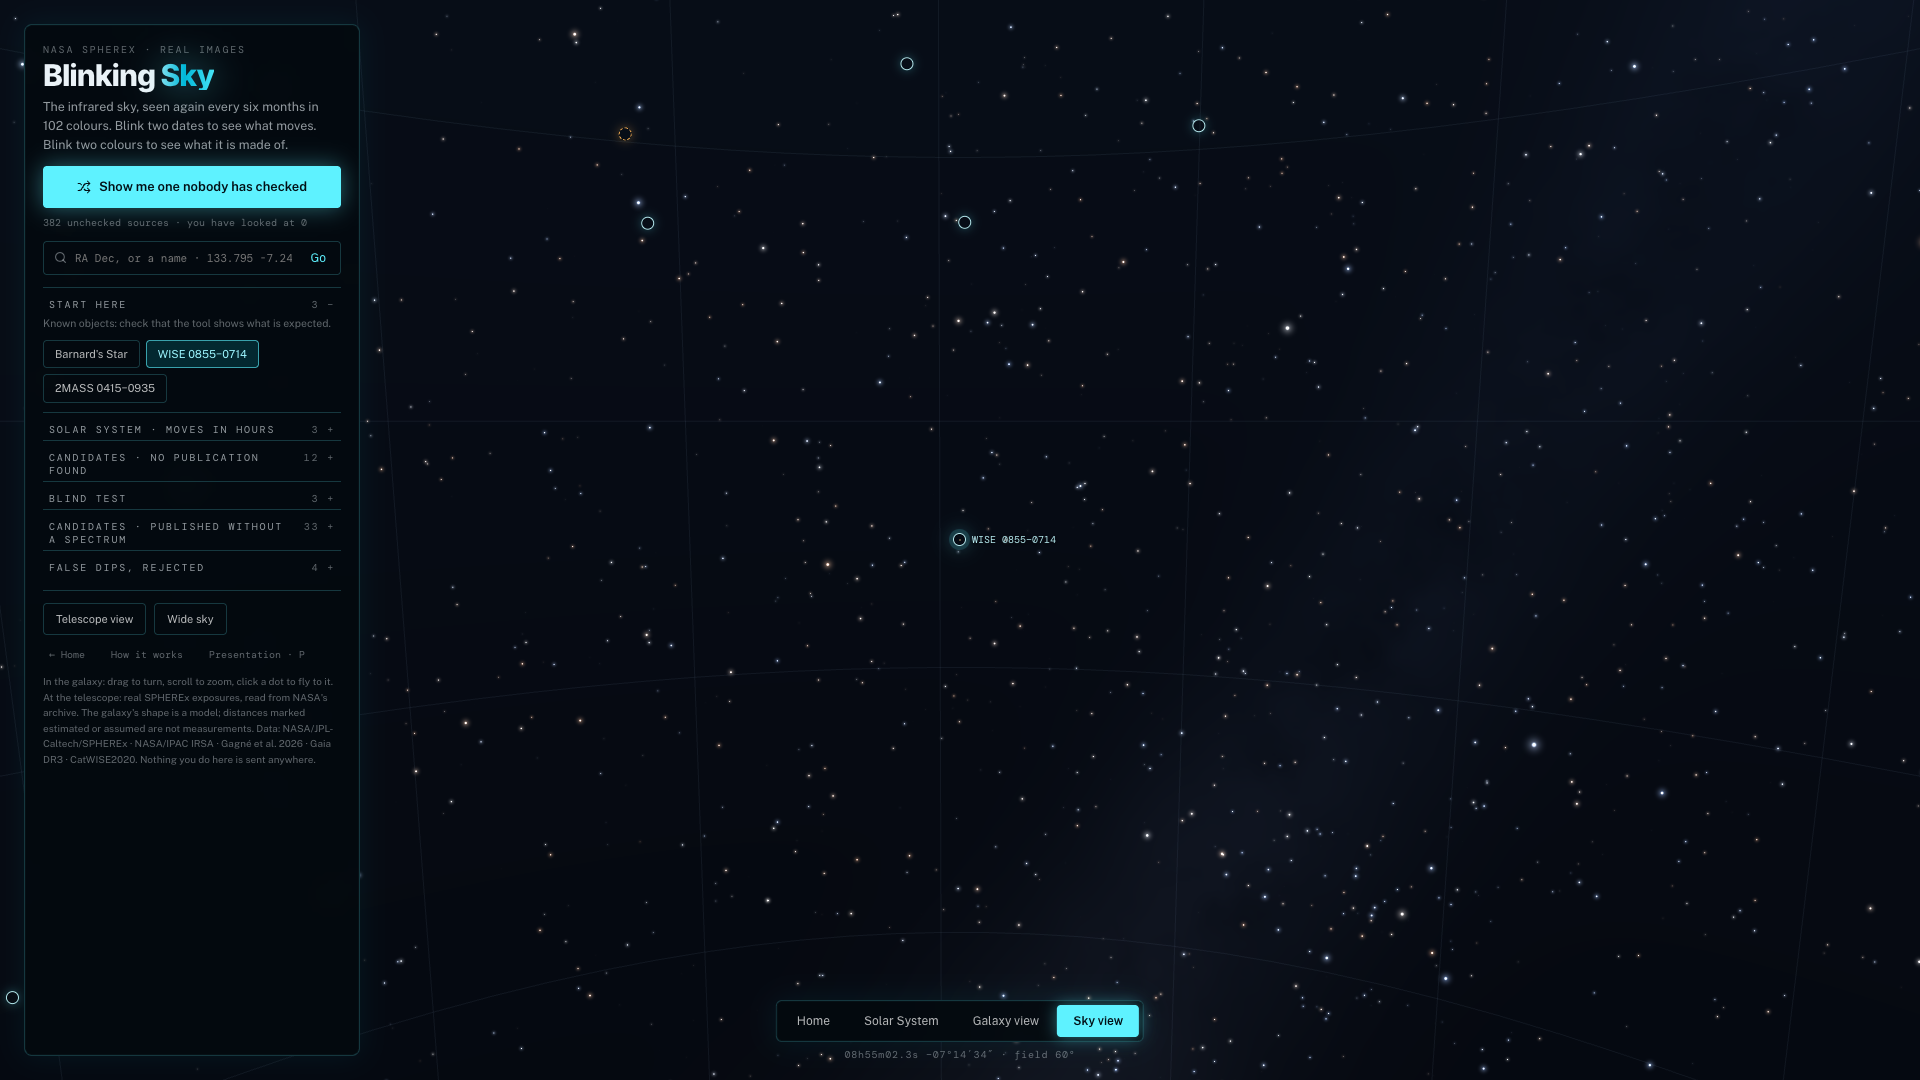 NASA SPHEREX · REAL IMAGES
Blinking Sky
The infrared sky, seen again every six months in
102 colours. Blink two dates to see what moves.
Blink two colours to see what it is made of.
Show me one nobody has checked
382 unchecked sources · you have looked at 0
RA Dec, or a name · 133.795 -7.24 Go
START HERE 3 −
Known objects: check that the tool shows what is expected.
Barnard's Star WISE 0855−0714
2MASS 0415−0935
SOLAR SYSTEM · MOVES IN HOURS 3 +
CANDIDATES · NO PUBLICATION 12 +
FOUND
BLIND TEST 3 +
CANDIDATES · PUBLISHED WITHOUT 33 +
A SPECTRUM
FALSE DIPS, REJECTED 4 +
Telescope view Wide sky
← Home How it works Presentation · P
In the galaxy: drag to turn, scroll to zoom, click a dot to fly to it.
At the telescope: real SPHEREx exposures, read from NASA's
archive. The galaxy's shape is a model; distances marked
estimated or assumed are not measurements. Data: NASA/JPL-
Caltech/SPHEREx · NASA/IPAC IRSA · Gagné et al. 2026 · Gaia
DR3 · CatWISE2020. Nothing you do here is sent anywhere.
WISE 0855−0714
Home Solar System Galaxy view Sky view
08h55m02.3s −07°14′34″ · field 60°